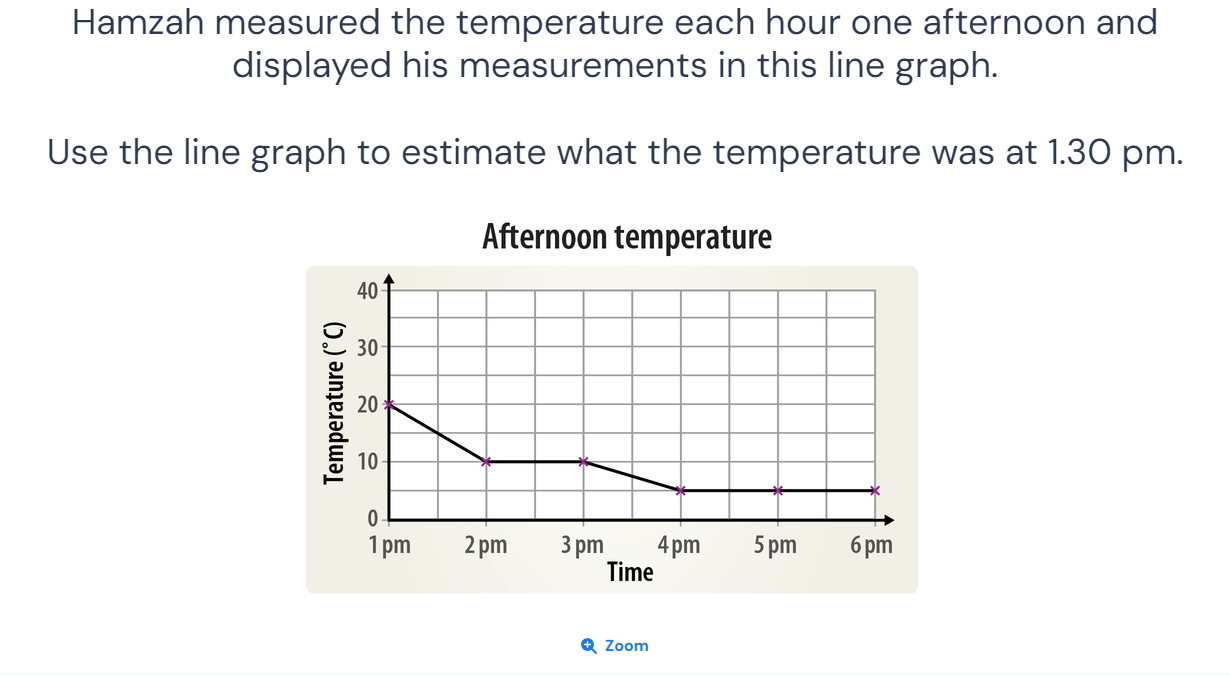 Hamzah measured the temperature each hour one afternoon and
displayed his measurements in this line graph.
Use the line graph to estimate what the temperature was at 1.30 pm.
Afternoon temperature
Temperature (°C)
40
30
20
10
0
1 pm 2 pm 3 pm 4 pm 5 pm 6 pm
Time
Zoom